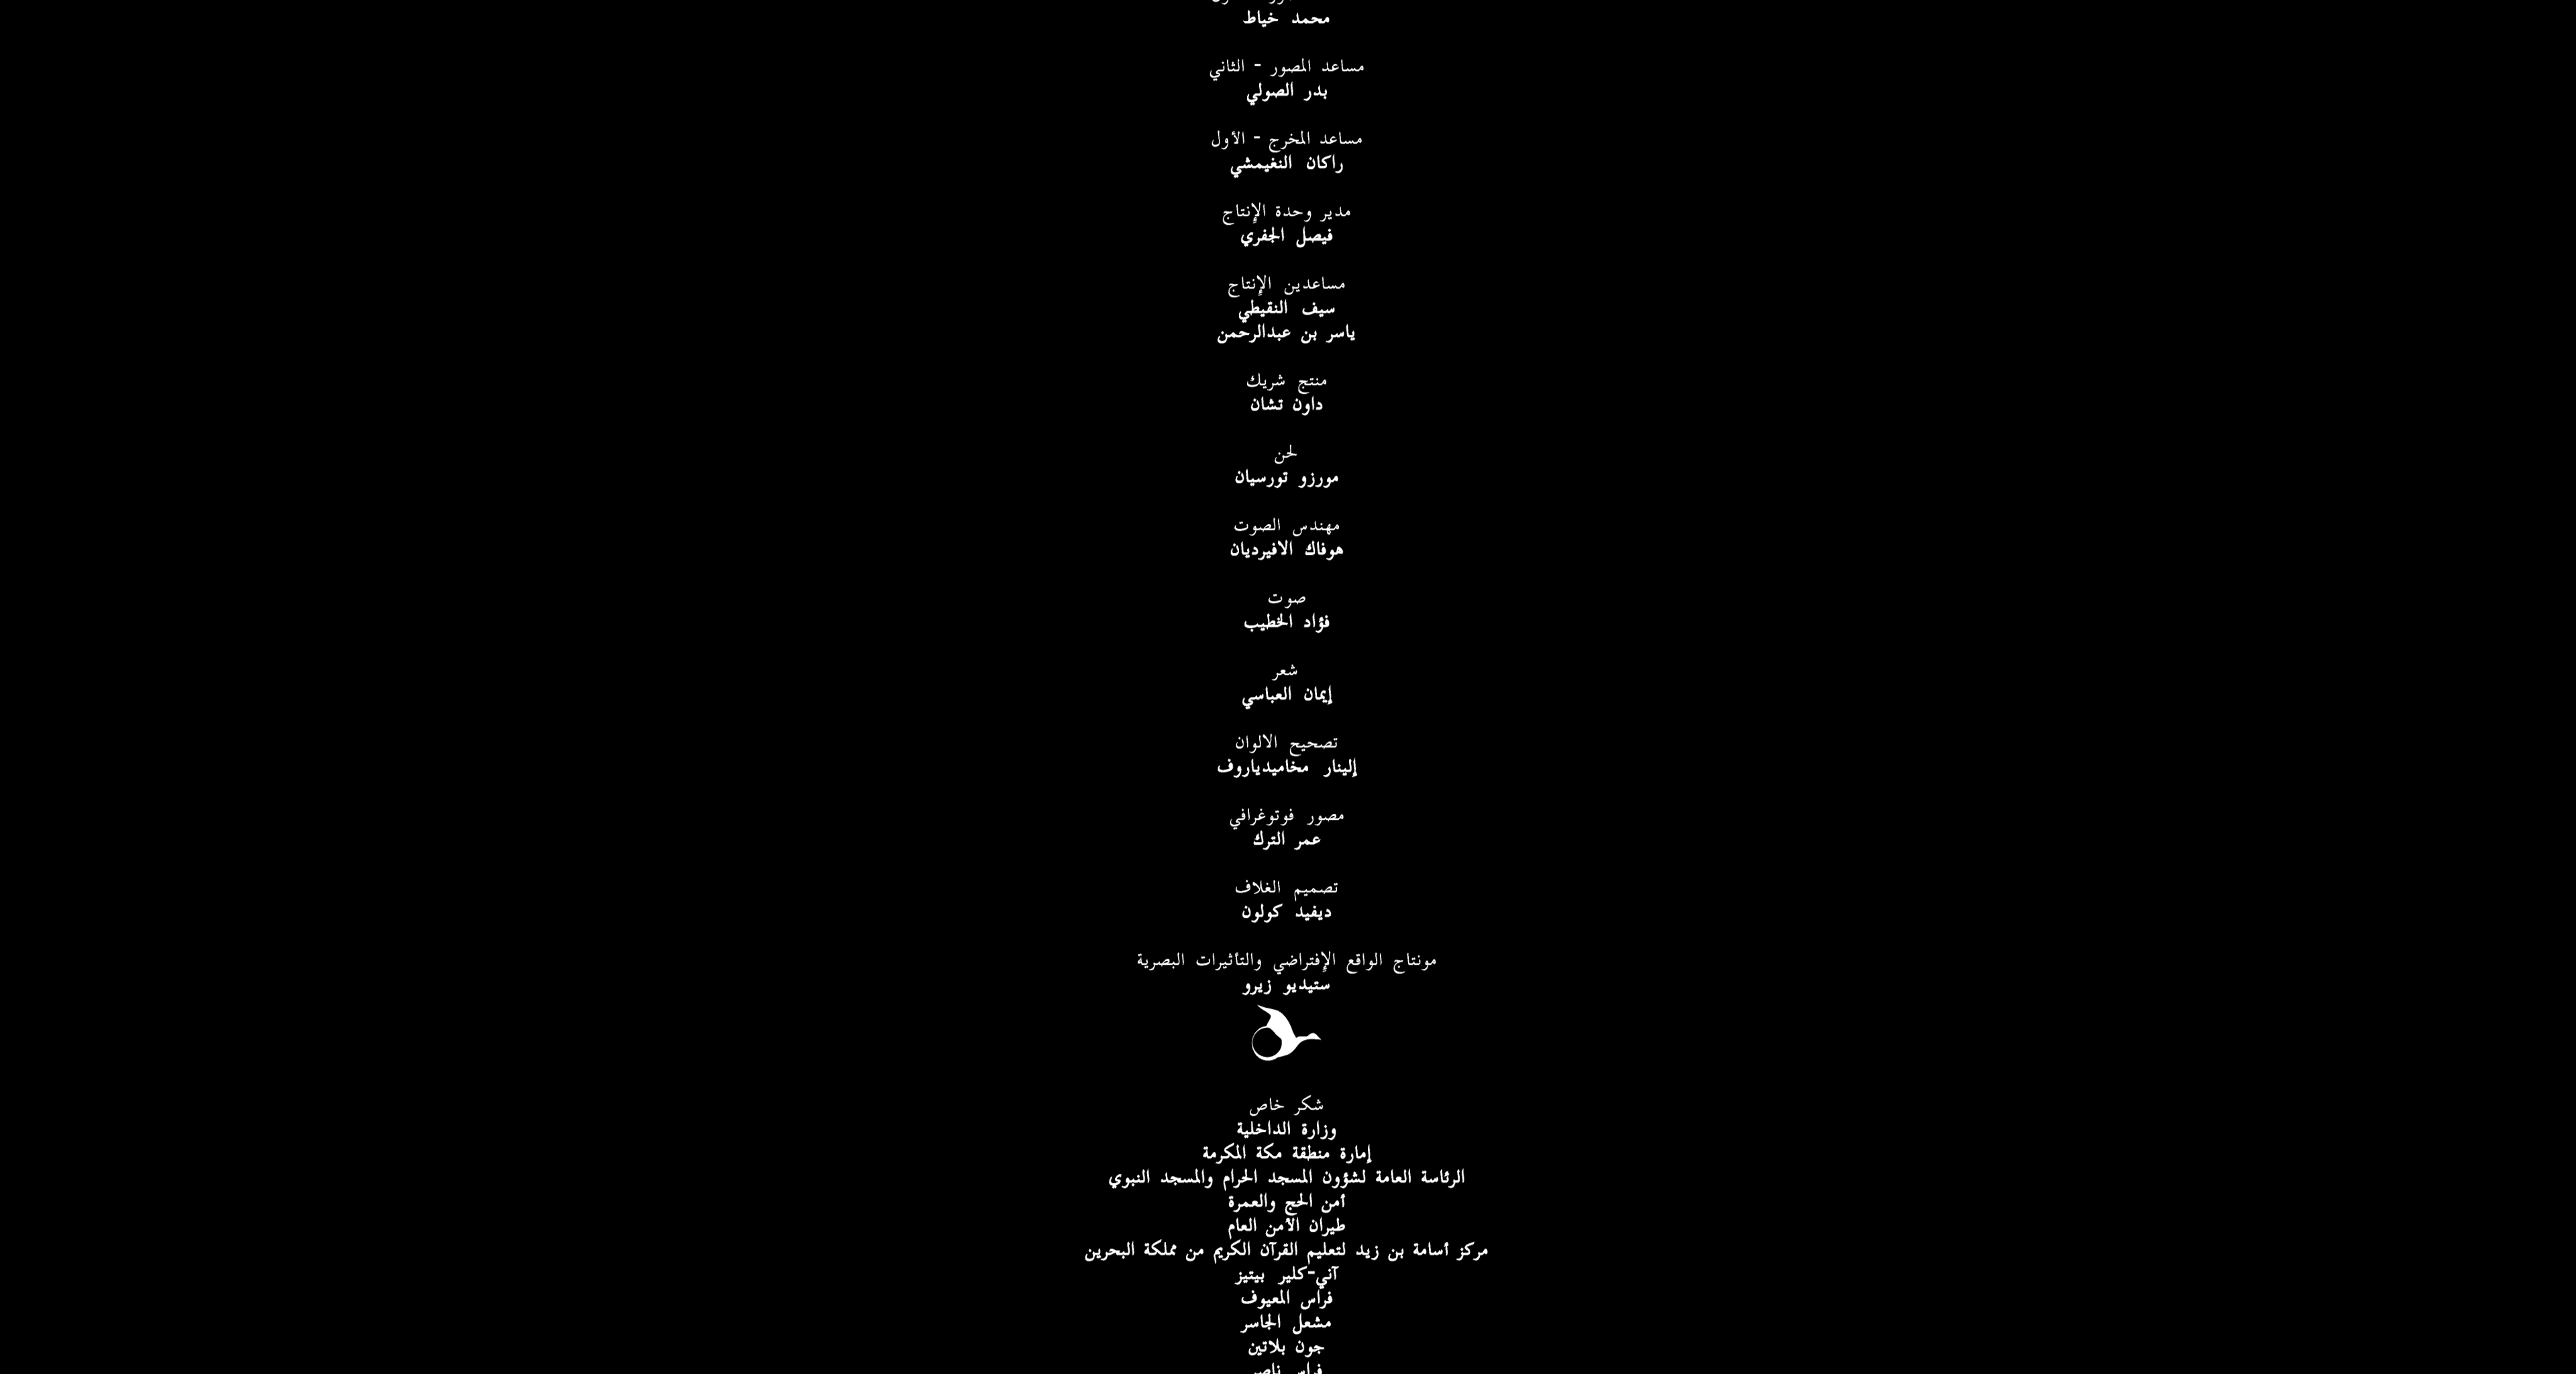 محمد خياط
مساعد المصور - الثاني
بدر الصولي
مساعد المخرج - الأول
راكان النغيمشي
مدير وحدة الإنتاج
فيصل الجفري
مساعدين الإنتاج
سيف النقيطي
ياسر بن عبدالرحمن
منتج شريك
داون تشان
لحن
مورزو تورسيان
مهندس الصوت
هوفاك الافيرديان
صوت
فؤاد الخطيب
شعر
إيمان العباسي
تصحيح الالوان
إلينار مخاميدياروف
مصور فوتوغرافي
عمر الترك
تصميم الغلاف
ديفيد كولون
مونتاج الواقع الإفتراضي والتأثيرات البصرية
ستيديو زيرو
شكر خاص
وزارة الداخلية
إمارة منطقة مكة المكرمة
الرئاسة العامة لشؤون المسجد الحرام والمسجد النبوي
أمن الحج والعمرة
طيران الأمن العام
مركز أسامة بن زيد لتعليم القرآن الكريم من مملكة البحرين
آني-كلير بيتيز
فراس المعيوف
مشعل الجاسر
جون بلاتين
فراس ناصر